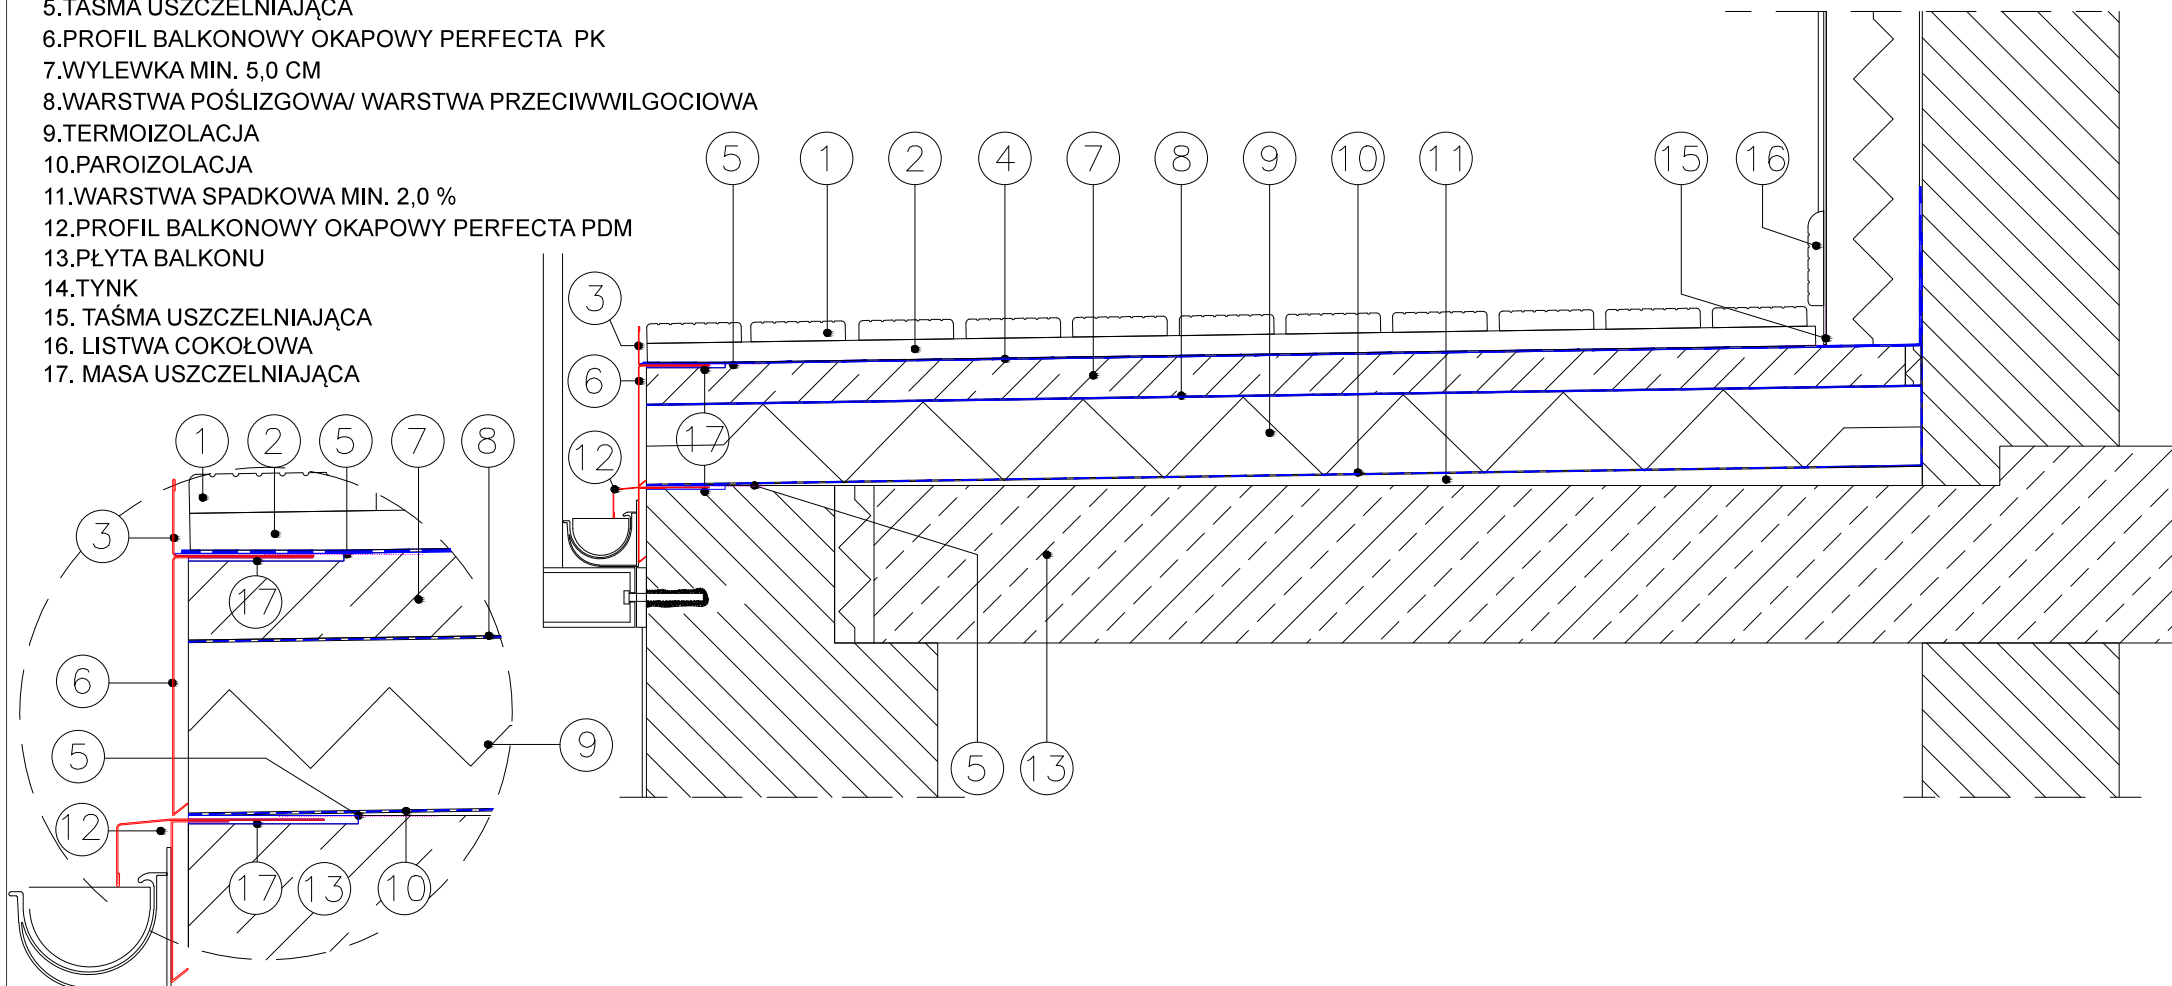 5.TAŚMA USZCZELNIAJĄCA
6.PROFIL BALKONOWY OKAPOWY PERFECTA PK
7.WYLEWKA MIN. 5,0 CM
8.WARSTWA POŚLIZGOWA/ WARSTWA PRZECIWWILGOCIOWA
9.TERMOIZOLACJA
10.PAROIZOLACJA
11.WARSTWA SPADKOWA MIN. 2,0 %
12.PROFIL BALKONOWY OKAPOWY PERFECTA PDM
13.PŁYTA BALKONU
14.TYNK
15. TAŚMA USZCZELNIAJĄCA
16. LISTWA COKOŁOWA
17. MASA USZCZELNIAJĄCA
5 1 2 4 7 8 9 10 11 15 16
3
6
17
12
5 13
1 2 5 7 8
3
17
6
9
5
12
17 13 10